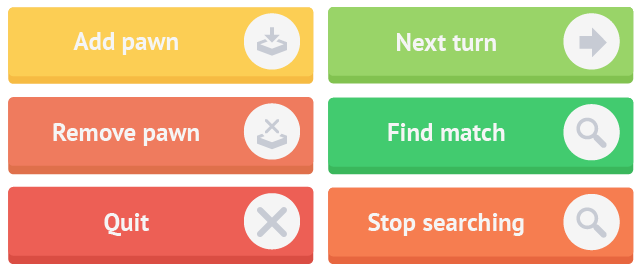 Add pawn
Next turn
Remove pawn
Find match
Quit
Stop searching